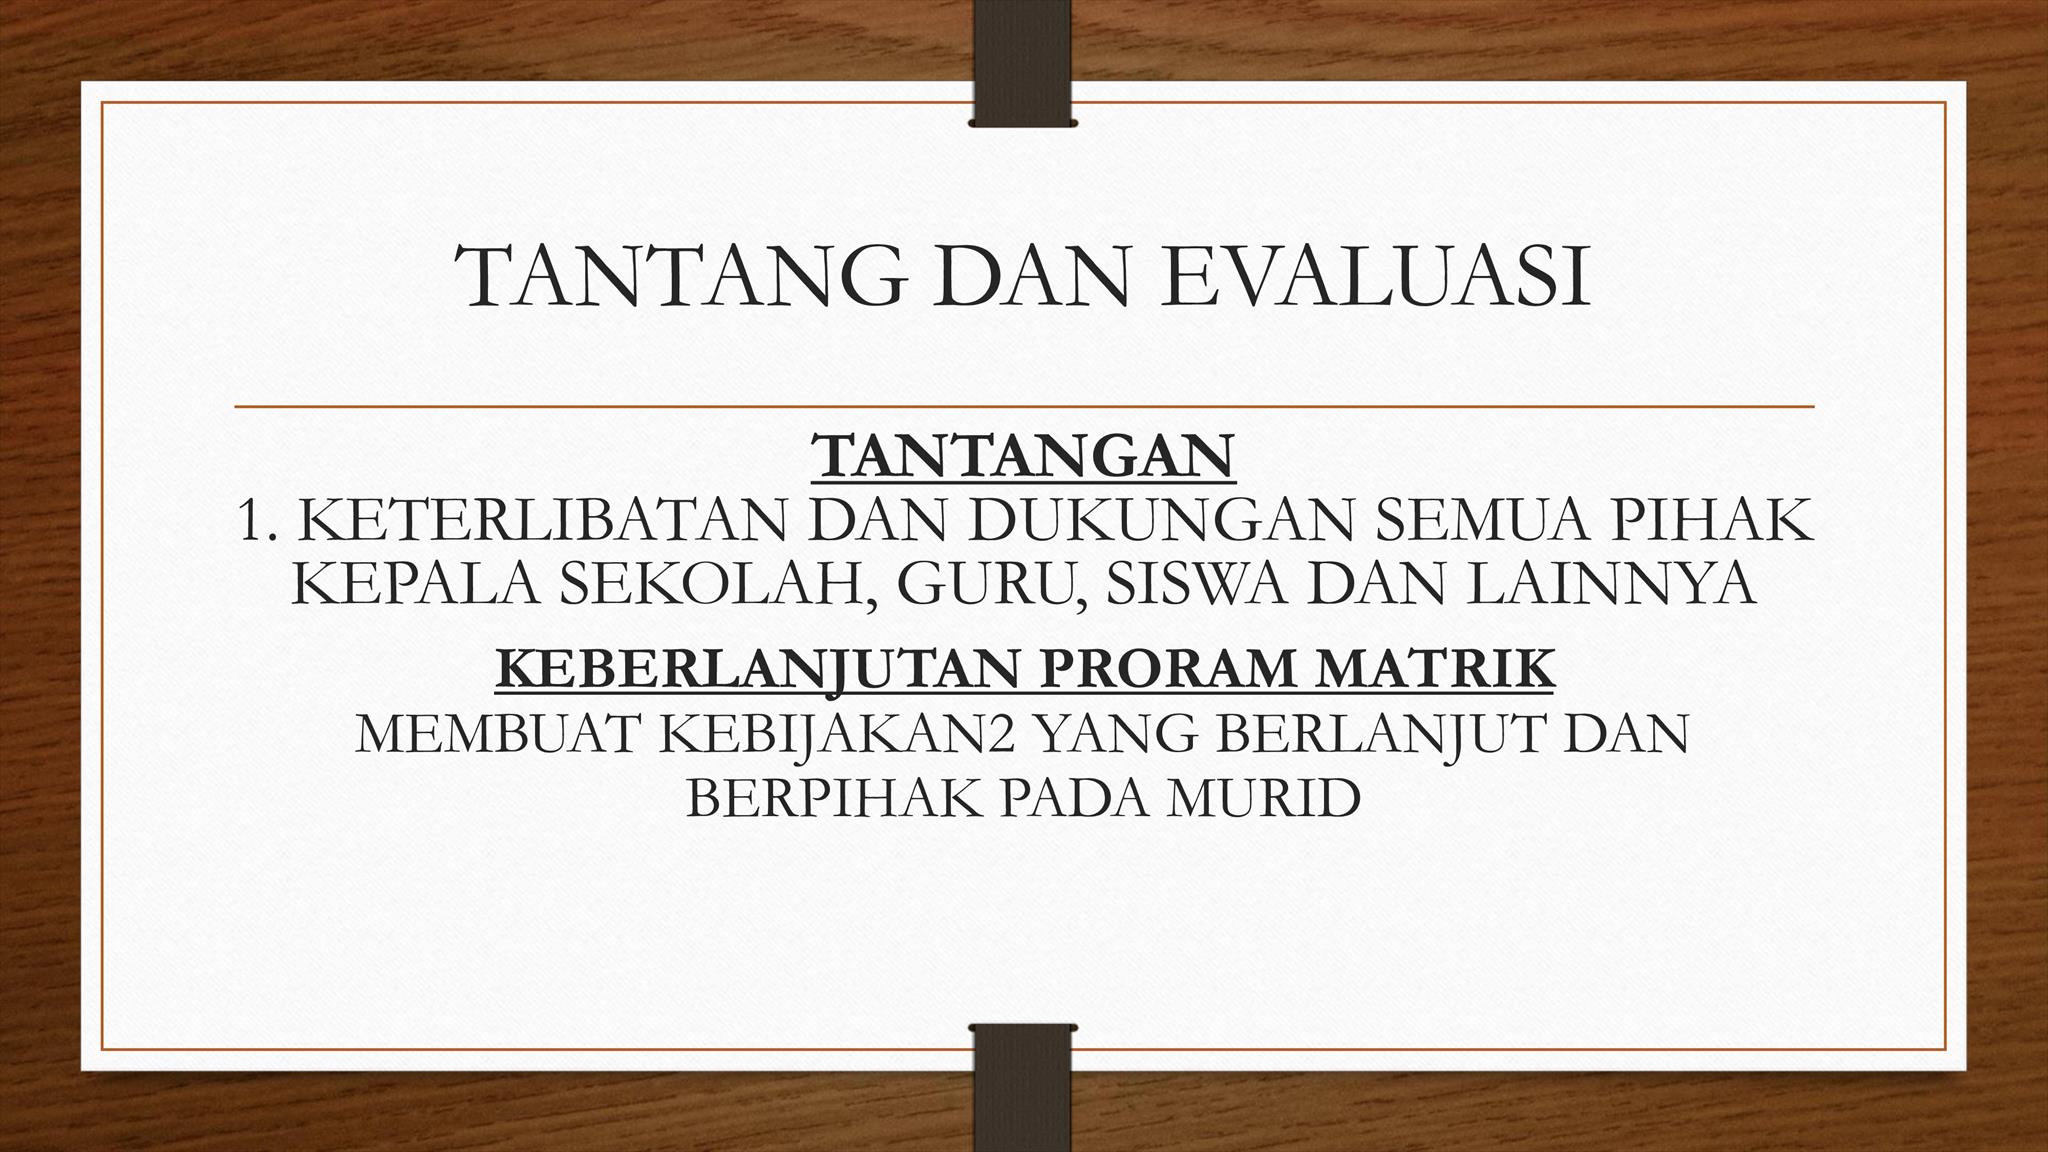 TANTANG DAN EVALUASI
TANTANGAN
1. KETERLIBATAN DAN DUKUNGAN SEMUA PIHAK
KEPALA SEKOLAH, GURU, SISWA DAN LAINNYA
KEBERLANJUTAN PRORAM MATRIK
MEMBUAT KEBIJAKAN2 YANG BERLANJUT DAN
BERPIHAK PADA MURID